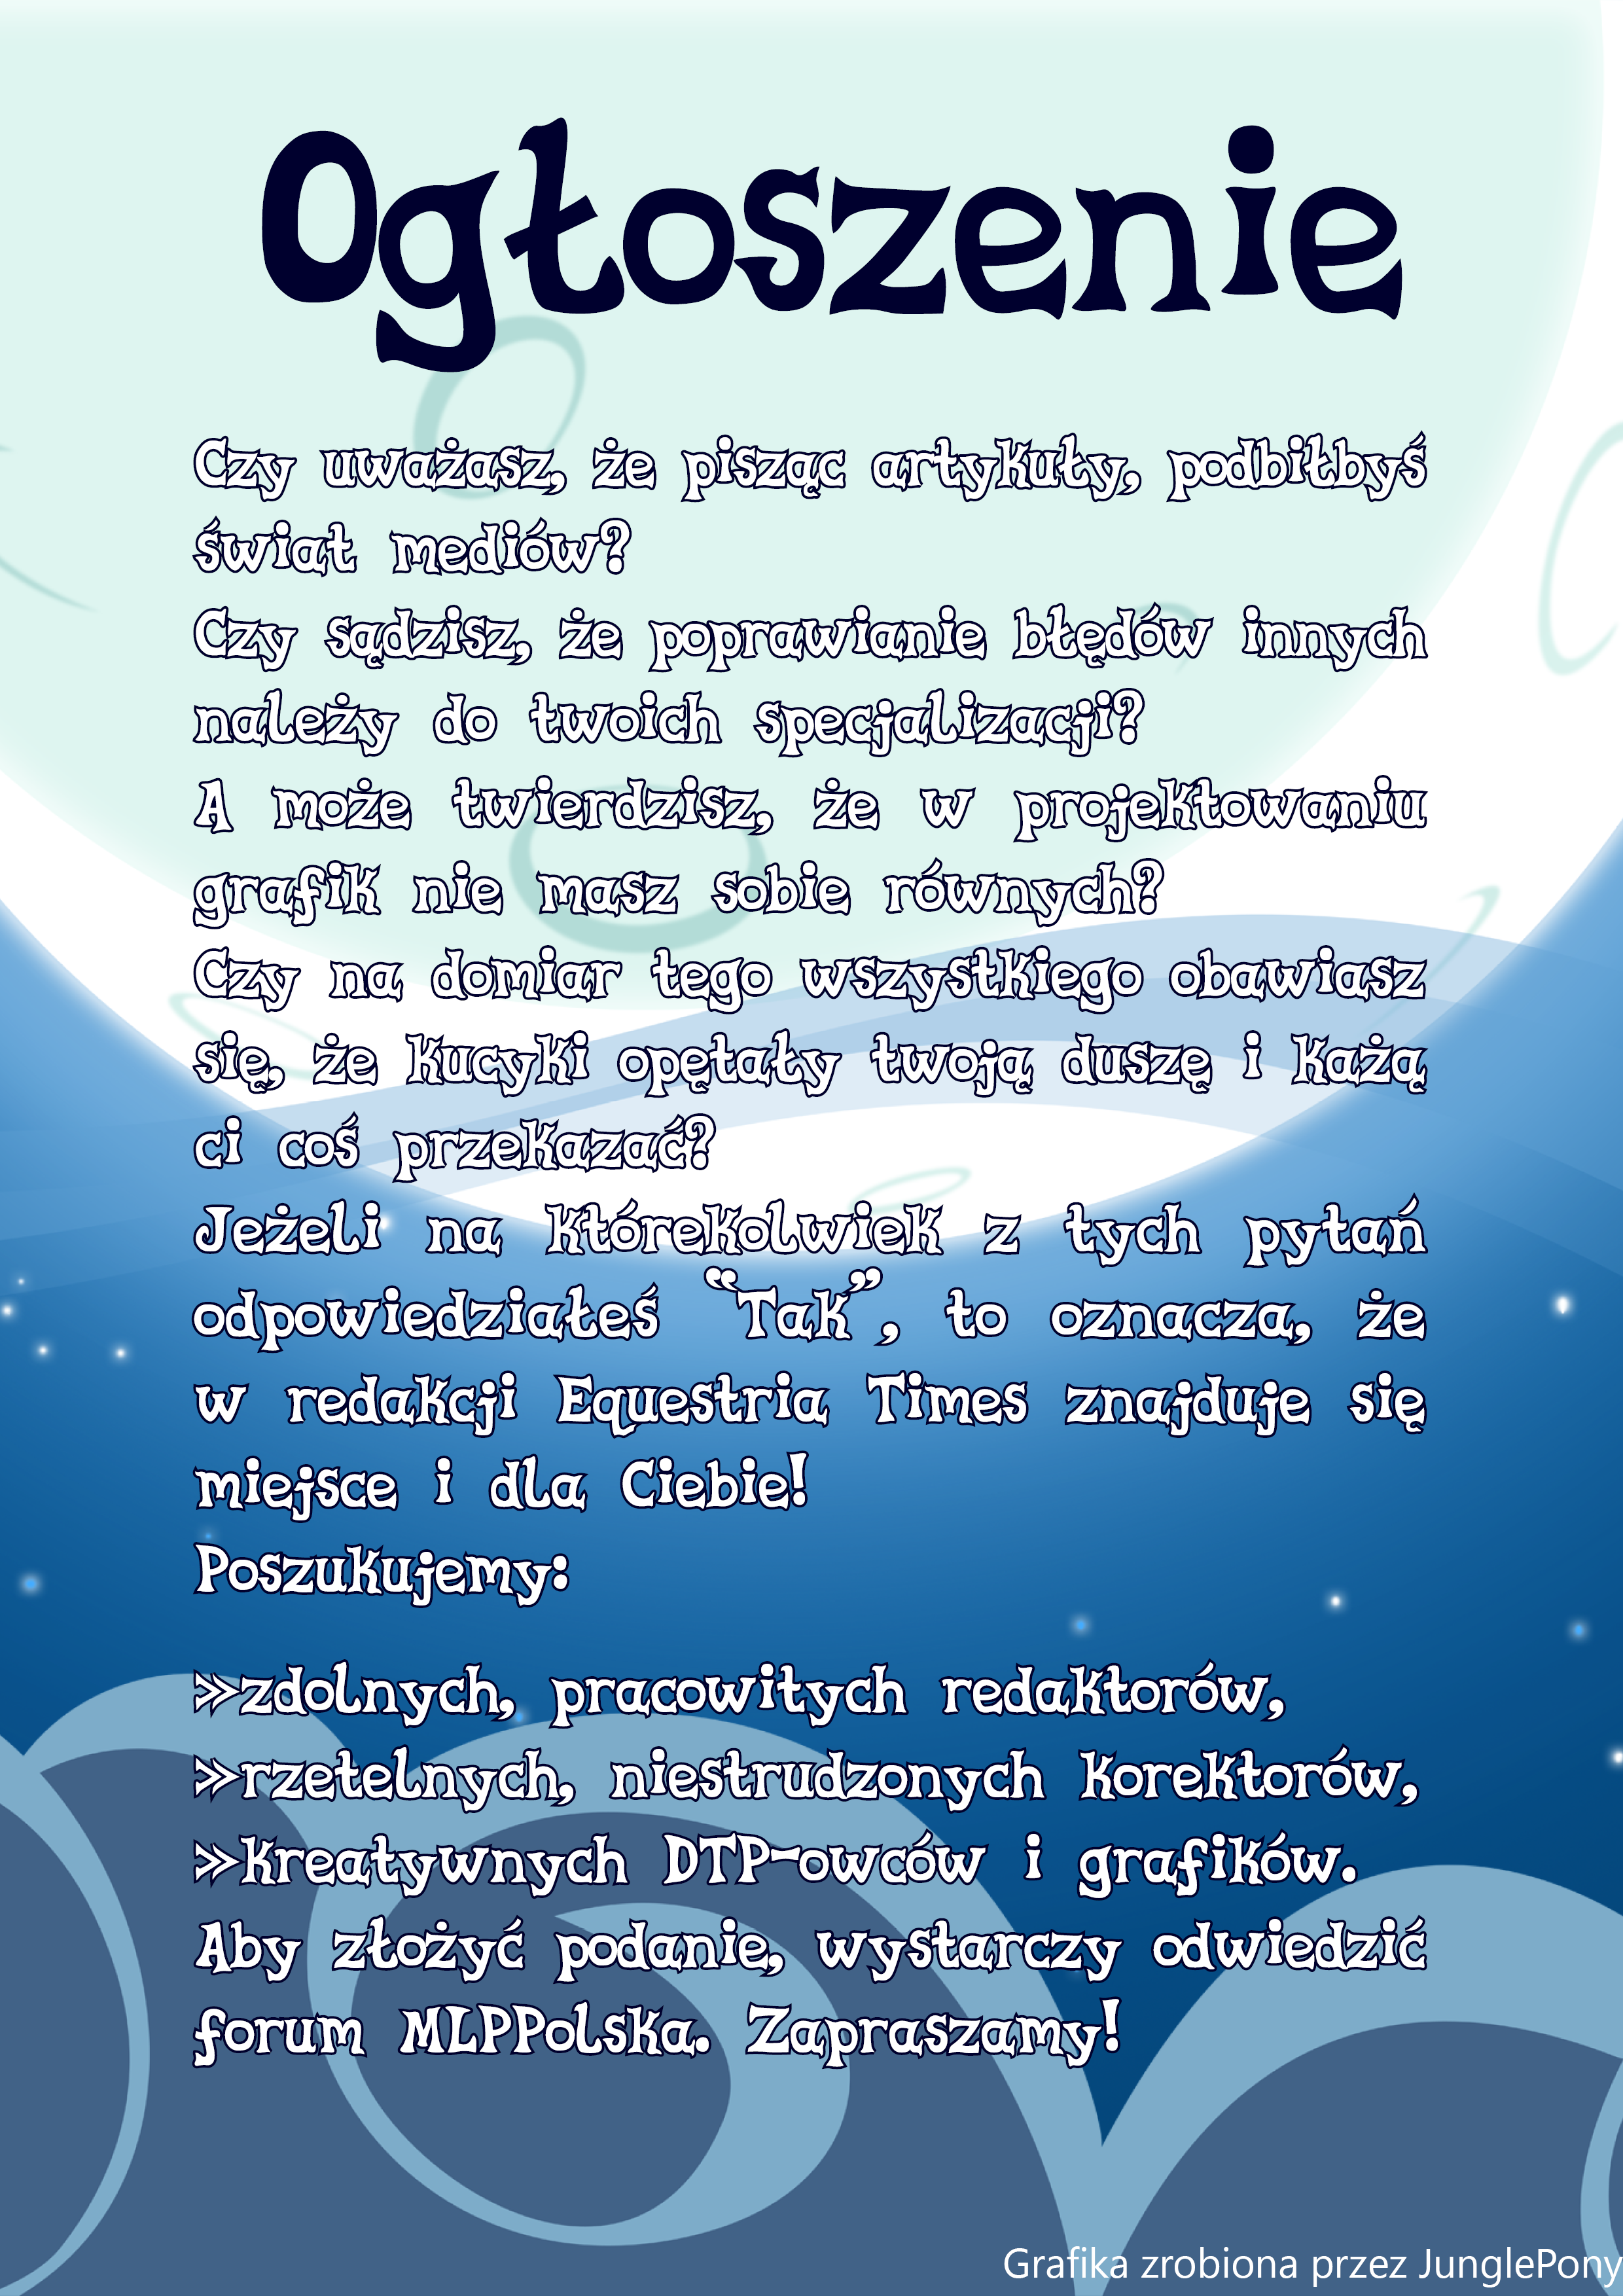 Ogłoszenie
Czy uważasz, że pisząc artykuły, podbiłbyś
świat mediów?
Czy sądzisz, że poprawianie błędów innych
należy do twoich specjalizacji?
A może twierdzisz, że w projektowaniu
grafik nie masz sobie równych?
Czy na domiar tego wszystkiego obawiasz
się, że kucyki opętały twoją duszę i każą
ci coś przekazać?
Jeżeli na którekolwiek z tych pytań
odpowiedziałeś “Tak”, to oznacza, że
w redakcji Equestria Times znajduje się
miejsce i dla Ciebie!
Poszukujemy:
»zdolnych, pracowitych redaktorów,
»rzetelnych, niestrudzonych korektorów,
»kreatywnych DTP-owców i grafików.
Aby złożyć podanie, wystarczy odwiedzić
forum MLPPolska. Zapraszamy!
Grafika zrobiona przez JunglePony